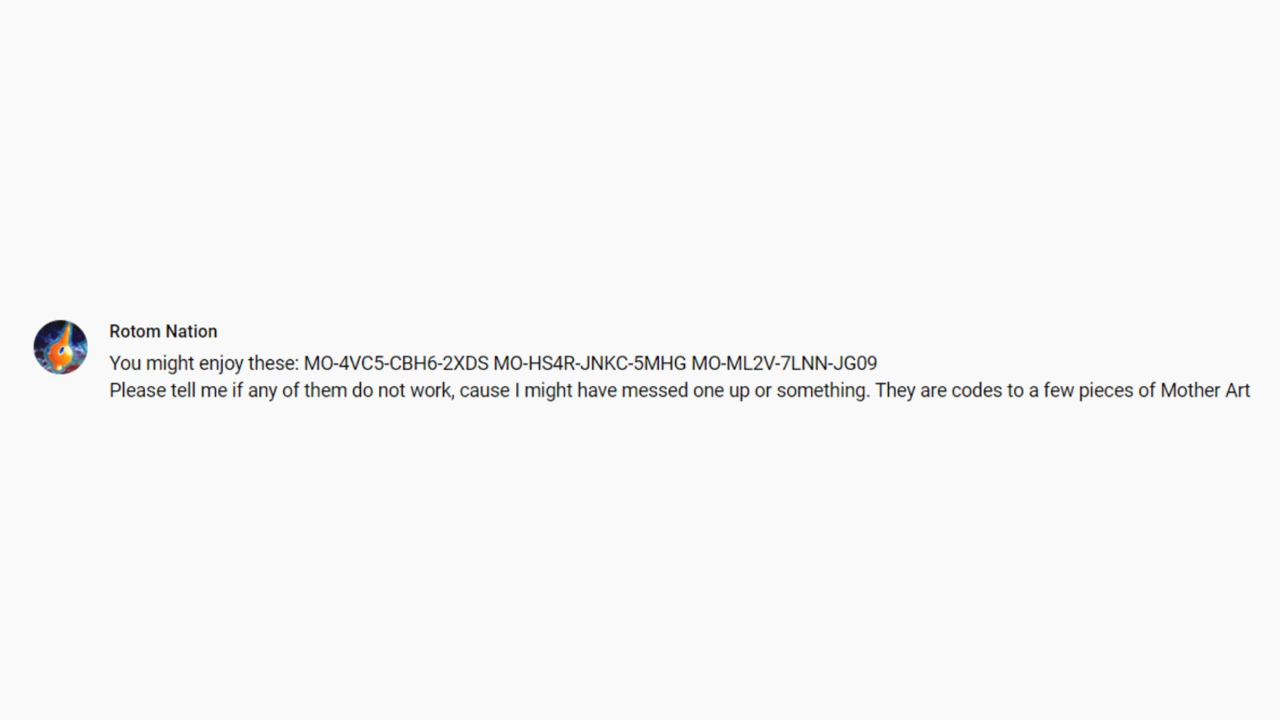 Rotom Nation
You might enjoy these: MO-4VC5-CBH6-2XDS MO-HS4R-JNKC-5MHG MO-ML2V-7LNN-JG09
Please tell me if any of them do not work, cause I might have messed one up or something. They are codes to a few pieces of Mother Art